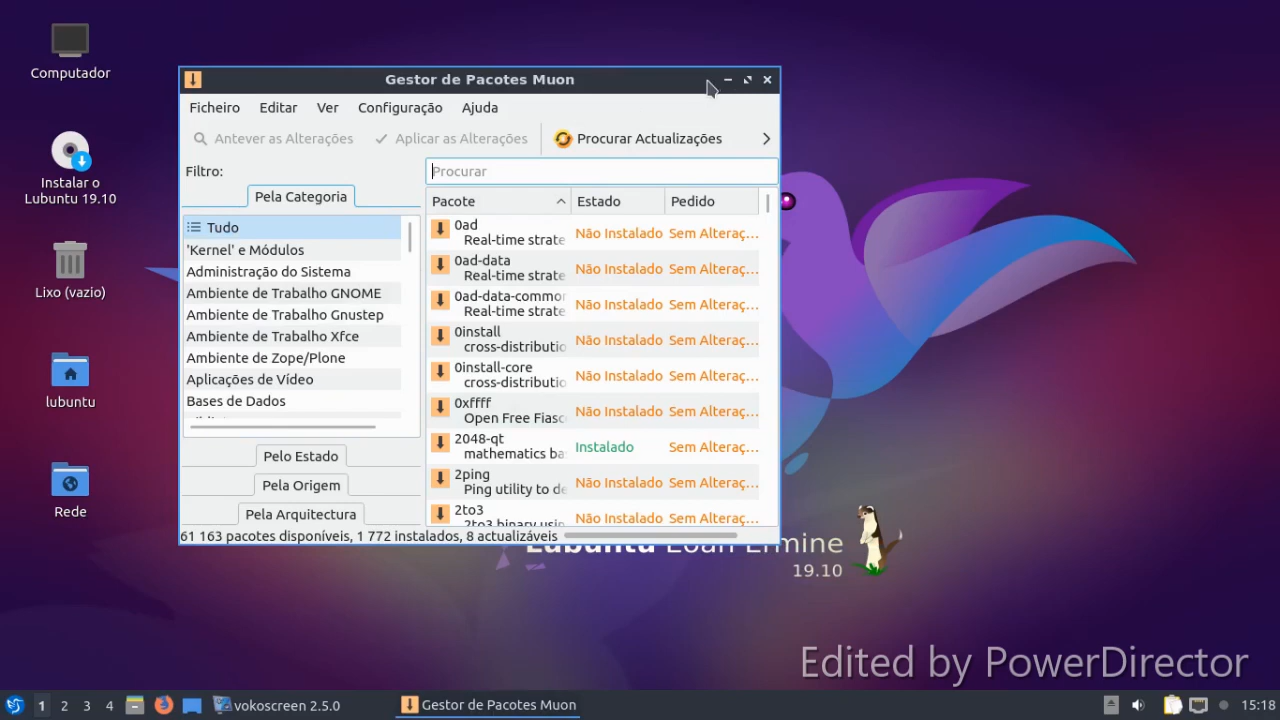 Computador
Instalar o
Lubuntu 19.10
Lixo (vazio)
lubuntu
Rede
Gestor de Pacotes Muon
Ficheiro Editar Ver Configuração Ajuda
Antever as Alterações Aplicar as Alterações Procurar Actualizações
Filtro:
Procurar
Pela Categoria
Tudo
'Kernel' e Módulos
Administração do Sistema
Ambiente de Trabalho GNOME
Ambiente de Trabalho Gnustep
Ambiente de Trabalho Xfce
Ambiente de Zope/Plone
Aplicações de Vídeo
Bases de Dados
Pelo Estado
Pela Origem
Pela Arquitectura
Pacote Estado Pedido
0ad
Real-time strate Não Instalado Sem Alteraç...
0ad-data
Real-time strate Não Instalado Sem Alteraç...
0ad-data-common
Real-time strate Não Instalado Sem Alteraç...
0install
cross-distributio Não Instalado Sem Alteraç...
0install-core
cross-distributio Não Instalado Sem Alteraç...
0xffff
Open Free Fiasc Não Instalado Sem Alteraç...
2048-qt
mathematics ba Instalado Sem Alteraç...
2ping
Ping utility to de Não Instalado Sem Alteraç...
2to3
2to3 binary usin Não Instalado Sem Alteraç...
61 163 pacotes disponíveis, 1 772 instalados, 8 actualizáveis
Lubuntu Eoan Ermine
19.10
Edited by PowerDirector
1 2 3 4 vokoscreen 2.5.0 Gestor de Pacotes Muon 15:18